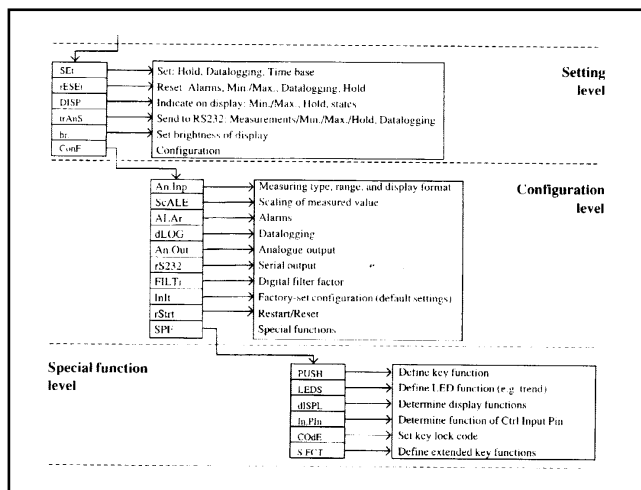 SEt Set: Hold, Datalogging, Time base
rESEt Reset: Alarms, Min./Max., Datalogging, Hold
DISP Indicate on display: Min./Max., Hold, states
trAnS Send to RS232: Measurements/Min./Max./Hold, Datalogging
br. Set brightness of display
ConF Configuration
Setting
level
An.Inp Measuring type, range, and display format
ScALE Scaling of measured value
ALAr Alarms
dLOG Datalogging
An.Out Analogue output
rS232 Serial output
FILTr Digital filter factor
InIt Factory-set configuration (default settings)
rStrt Restart/Reset
SPF Special functions
Configuration
level
Special function
level
PUSH Define key function
LEDS Define LED function (e.g. trend)
dISPL Determine display functions
In.PIn Determine function of Ctrl Input Pin
COdE Set key lock code
S.FCT Define extended key functions